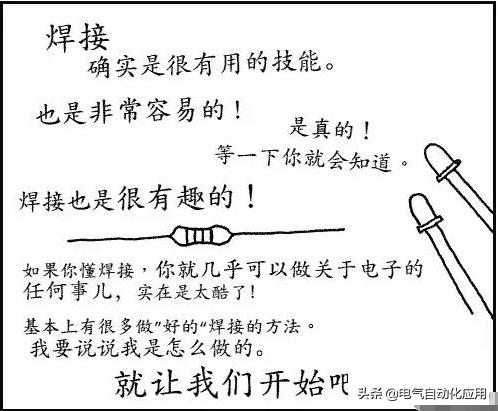 焊接
确实是很有用的技能。
也是非常容易的！
是真的！
等一下你就会知道。
焊接也是很有趣的！
如果你懂焊接，你就几乎可以做关于电子的
任何事儿，实在是太酷了！
基本上有很多做"好的"焊接的方法。
我要说说我是怎么做的。
就让我们开始吧
头条 @电气自动化应用